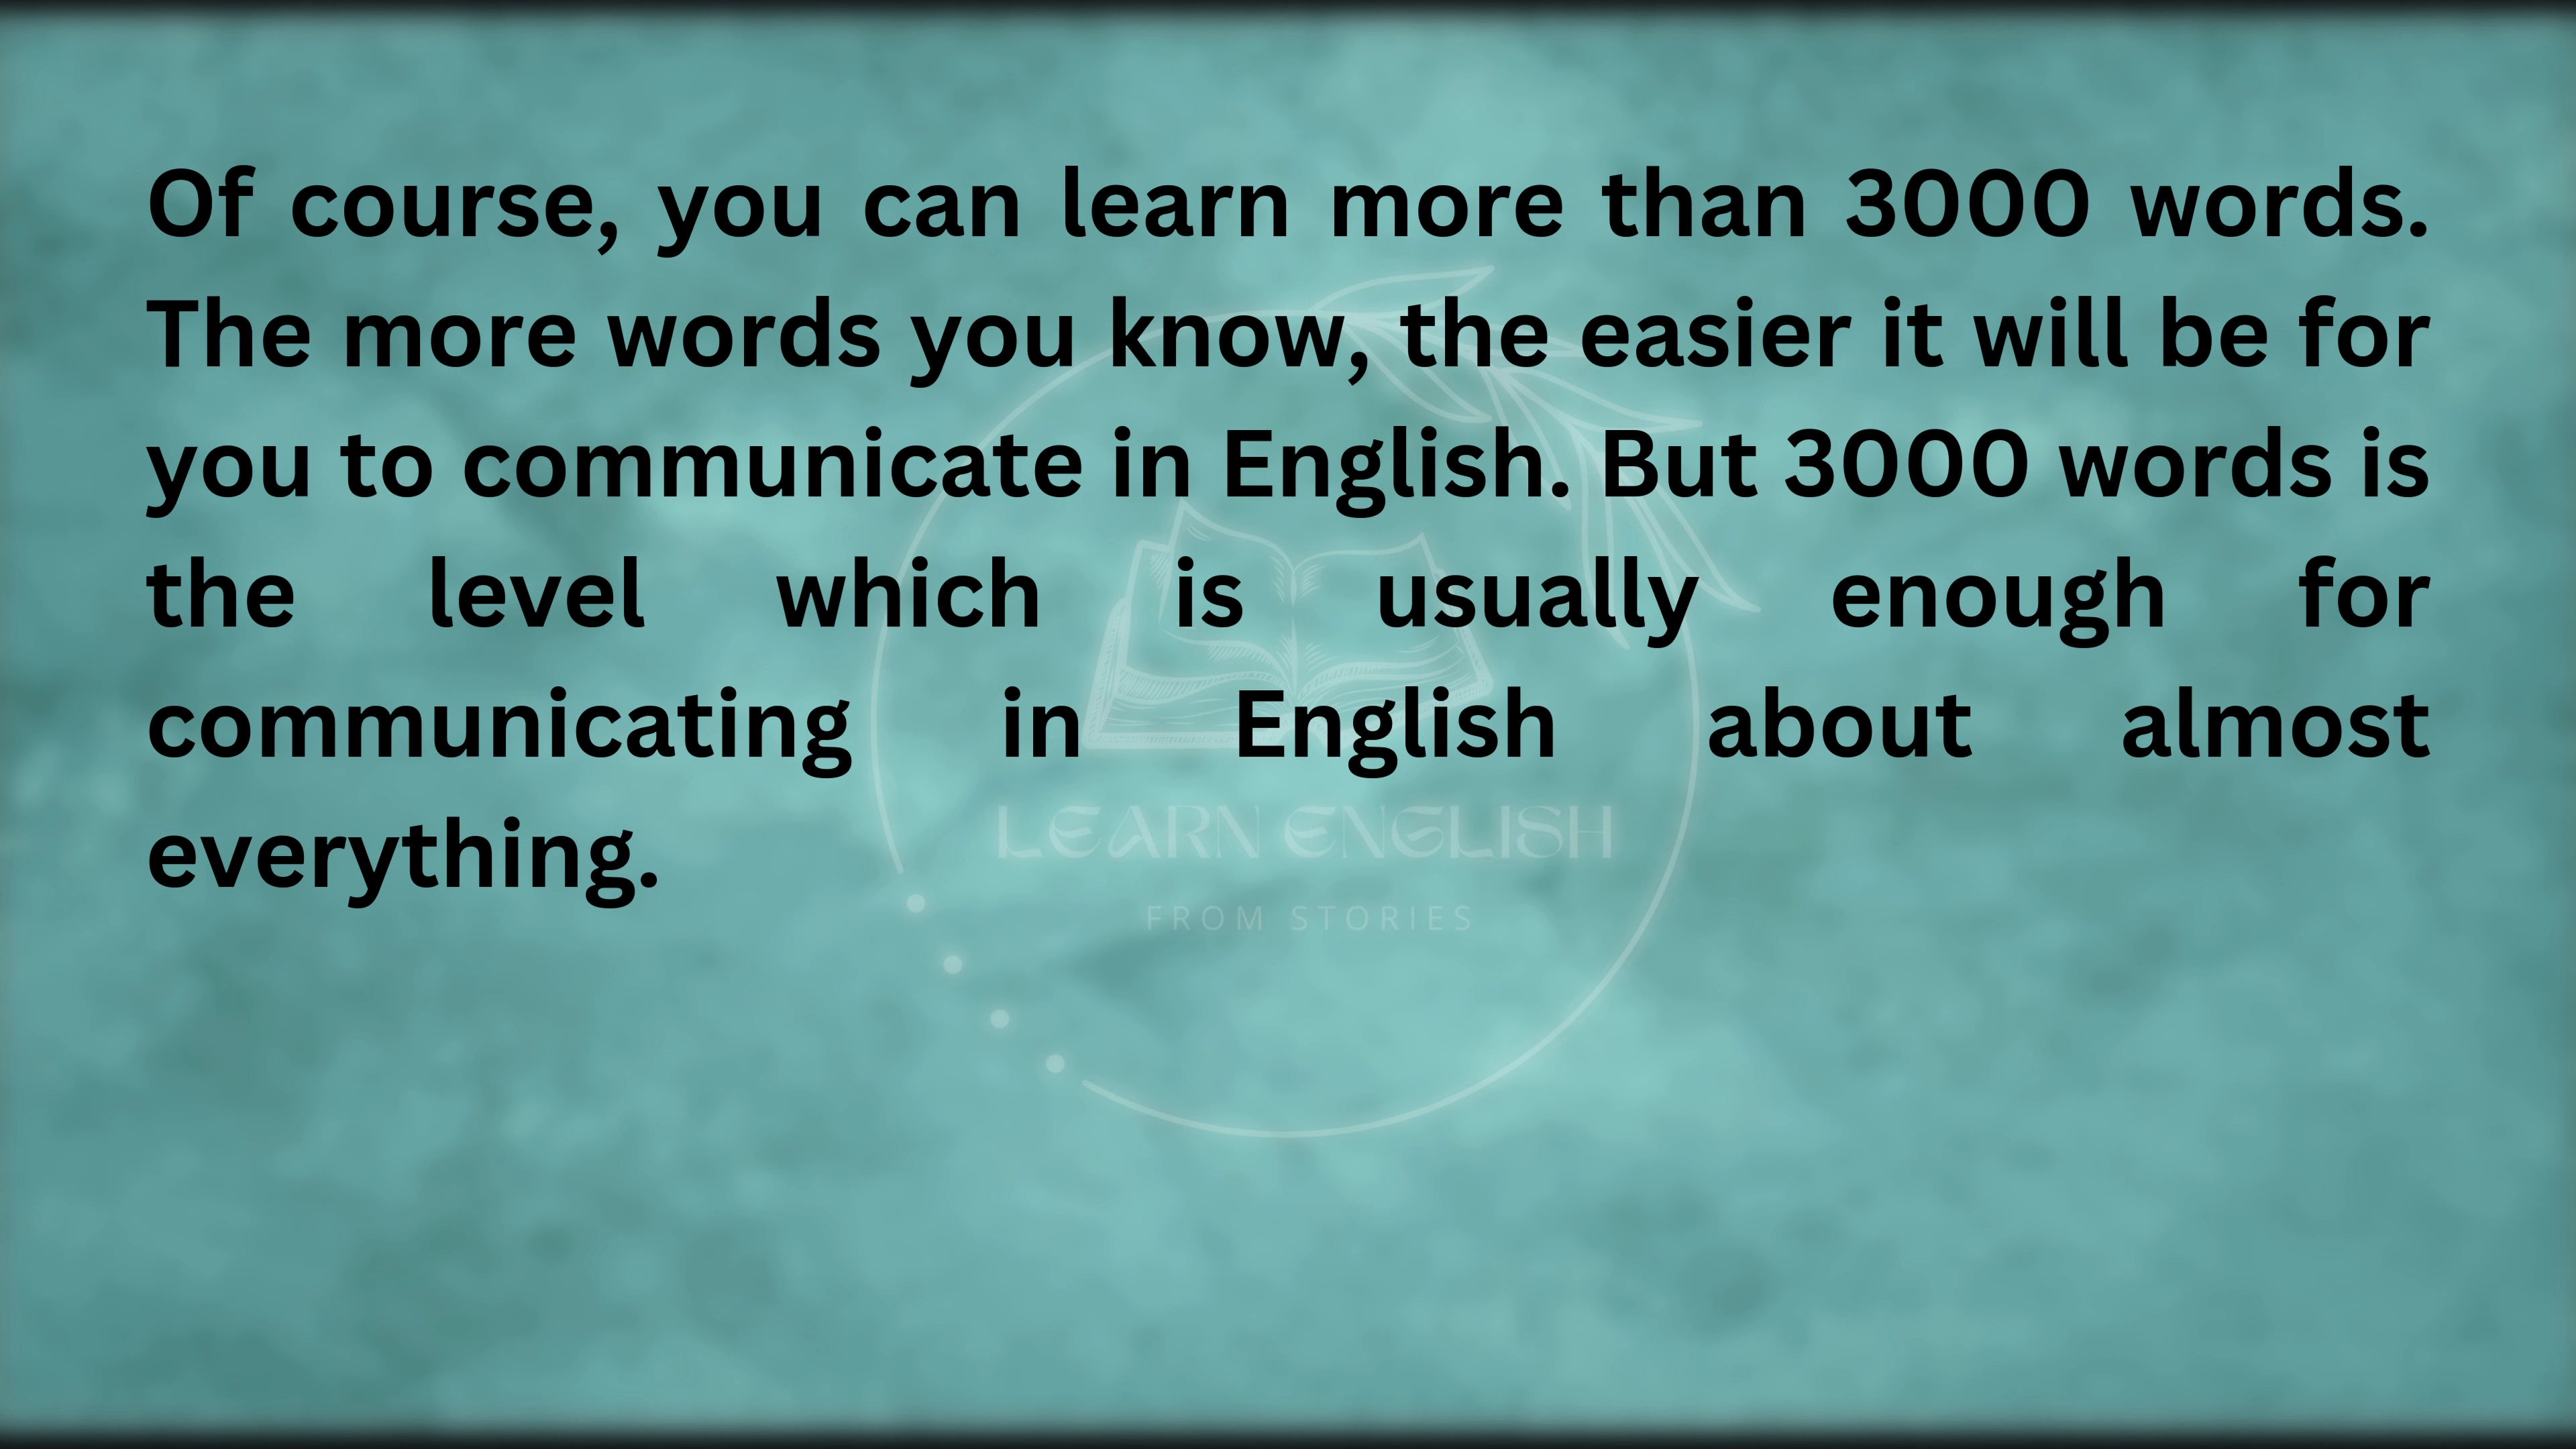 Of course, you can learn more than 3000 words.
The more words you know, the easier it will be for
you to communicate in English. But 3000 words is
the level which is usually enough for
communicating in English about almost
everything.
LEARN ENGLISH
FROM STORIES